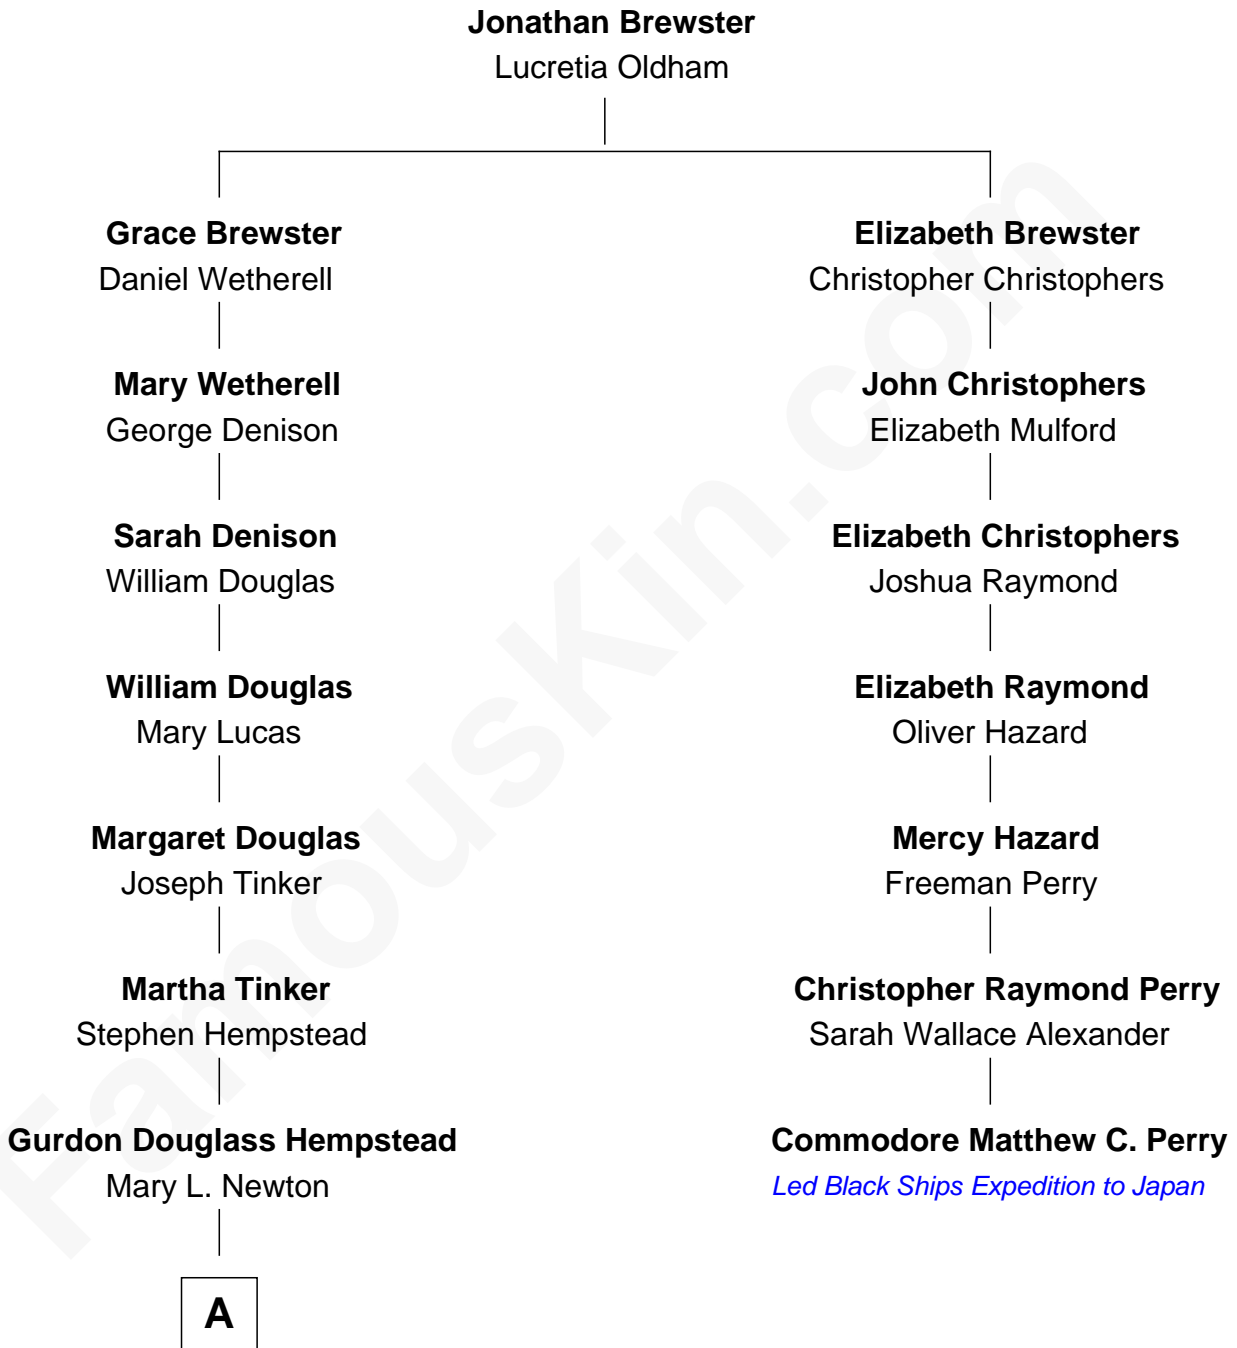 Jonathan Brewster
Lucretia Oldham
Grace Brewster
Daniel Wetherell
Elizabeth Brewster
Christopher Christophers
Mary Wetherell
George Denison
John Christophers
Elizabeth Mulford
Sarah Denison
William Douglas
Elizabeth Christophers
Joshua Raymond
William Douglas
Mary Lucas
Elizabeth Raymond
Oliver Hazard
Margaret Douglas
Joseph Tinker
Mercy Hazard
Freeman Perry
Martha Tinker
Stephen Hempstead
Christopher Raymond Perry
Sarah Wallace Alexander
Gurdon Douglass Hempstead
Mary L. Newton
Commodore Matthew C. Perry
Led Black Ships Expedition to Japan
A
FamousKin.com